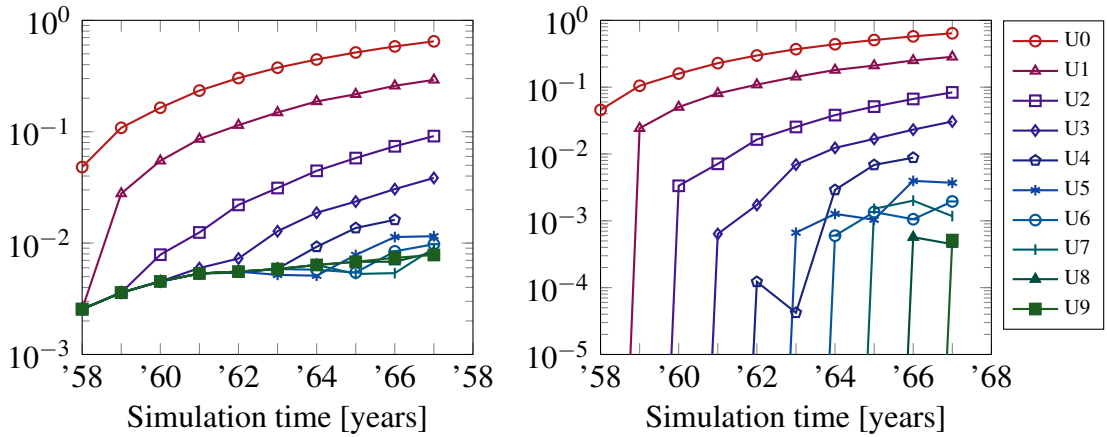 10^0
10^-1
10^-2
10^-3
’58
’60
’62
’64
’66
’58
Simulation time [years]
10^0
10^-1
10^-2
10^-3
10^-4
10^-5
’58
’60
’62
’64
’66
’68
Simulation time [years]
U0
U1
U2
U3
U4
U5
U6
U7
U8
U9